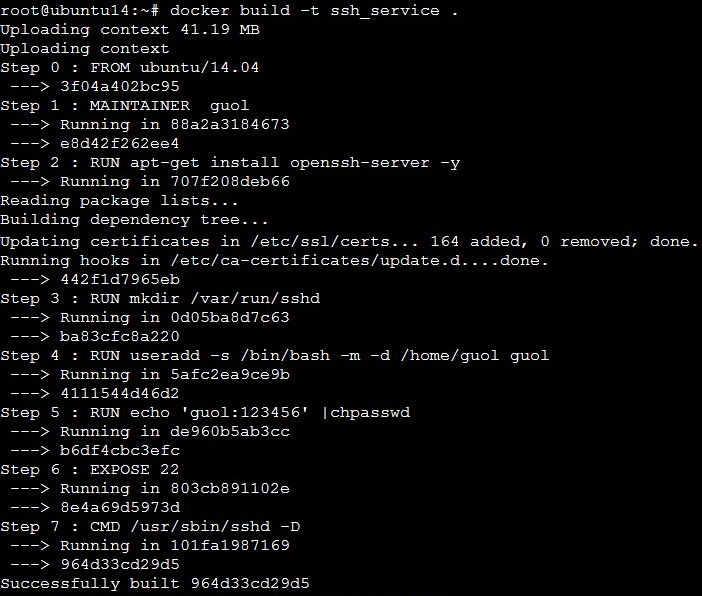 root@ubuntu14:~# docker build -t ssh_service .
Uploading context 41.19 MB
Uploading context
Step 0 : FROM ubuntu/14.04
 ---> 3f04a402bc95
Step 1 : MAINTAINER  guol
 ---> Running in 88a2a3184673
 ---> e8d42f262ee4
Step 2 : RUN apt-get install openssh-server -y
 ---> Running in 707f208deb66
Reading package lists...
Building dependency tree...
Updating certificates in /etc/ssl/certs... 164 added, 0 removed; done.
Running hooks in /etc/ca-certificates/update.d....done.
 ---> 442f1d7965eb
Step 3 : RUN mkdir /var/run/sshd
 ---> Running in 0d05ba8d7c63
 ---> ba83cfc8a220
Step 4 : RUN useradd -s /bin/bash -m -d /home/guol guol
 ---> Running in 5afc2ea9ce9b
 ---> 4111544d46d2
Step 5 : RUN echo 'guol:123456' |chpasswd
 ---> Running in de960b5ab3cc
 ---> b6df4cbc3efc
Step 6 : EXPOSE 22
 ---> Running in 803cb891102e
 ---> 8e4a69d5973d
Step 7 : CMD /usr/sbin/sshd -D
 ---> Running in 101fa1987169
 ---> 964d33cd29d5
Successfully built 964d33cd29d5